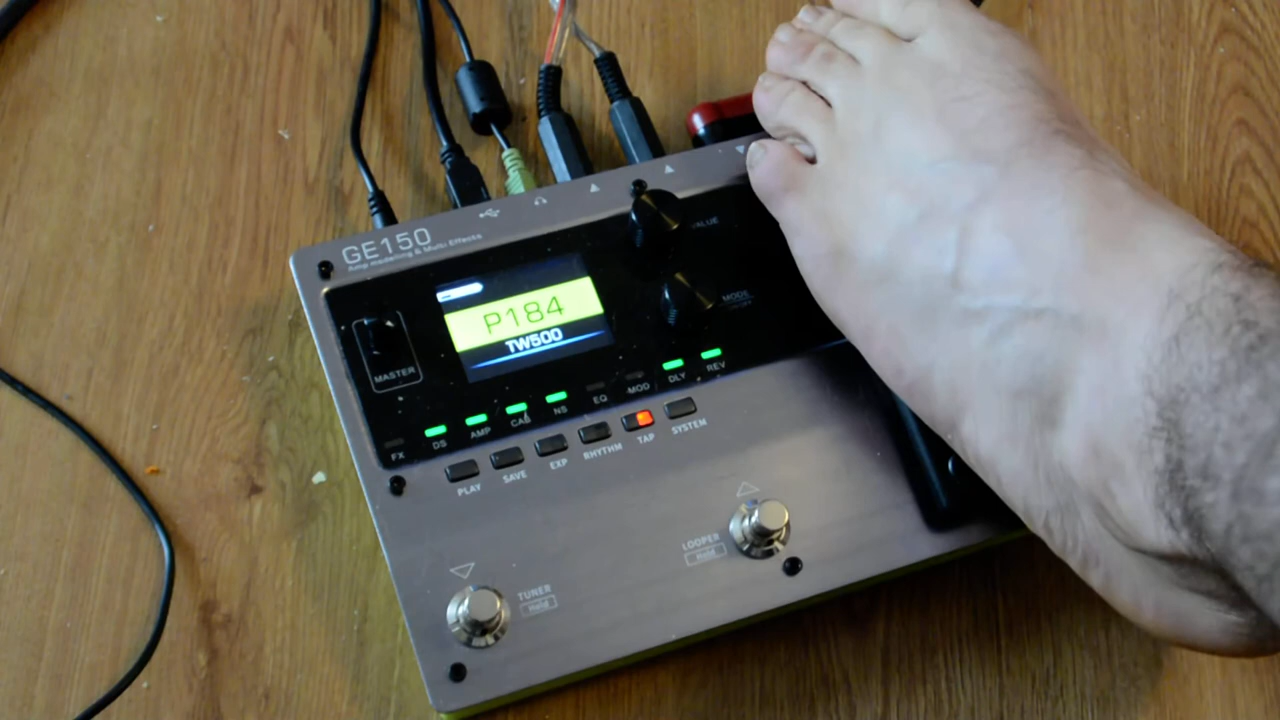 GE150
Amp modelling & Multi Effects
VALUE
MASTER
P184
TW500
MODE
FX
DS
AMP
CAB
NS
EQ
MOD
DLY
REV
PLAY
SAVE
EXP
RHYTHM
TAP
SYSTEM
LOOPER
Hold
TUNER
Hold